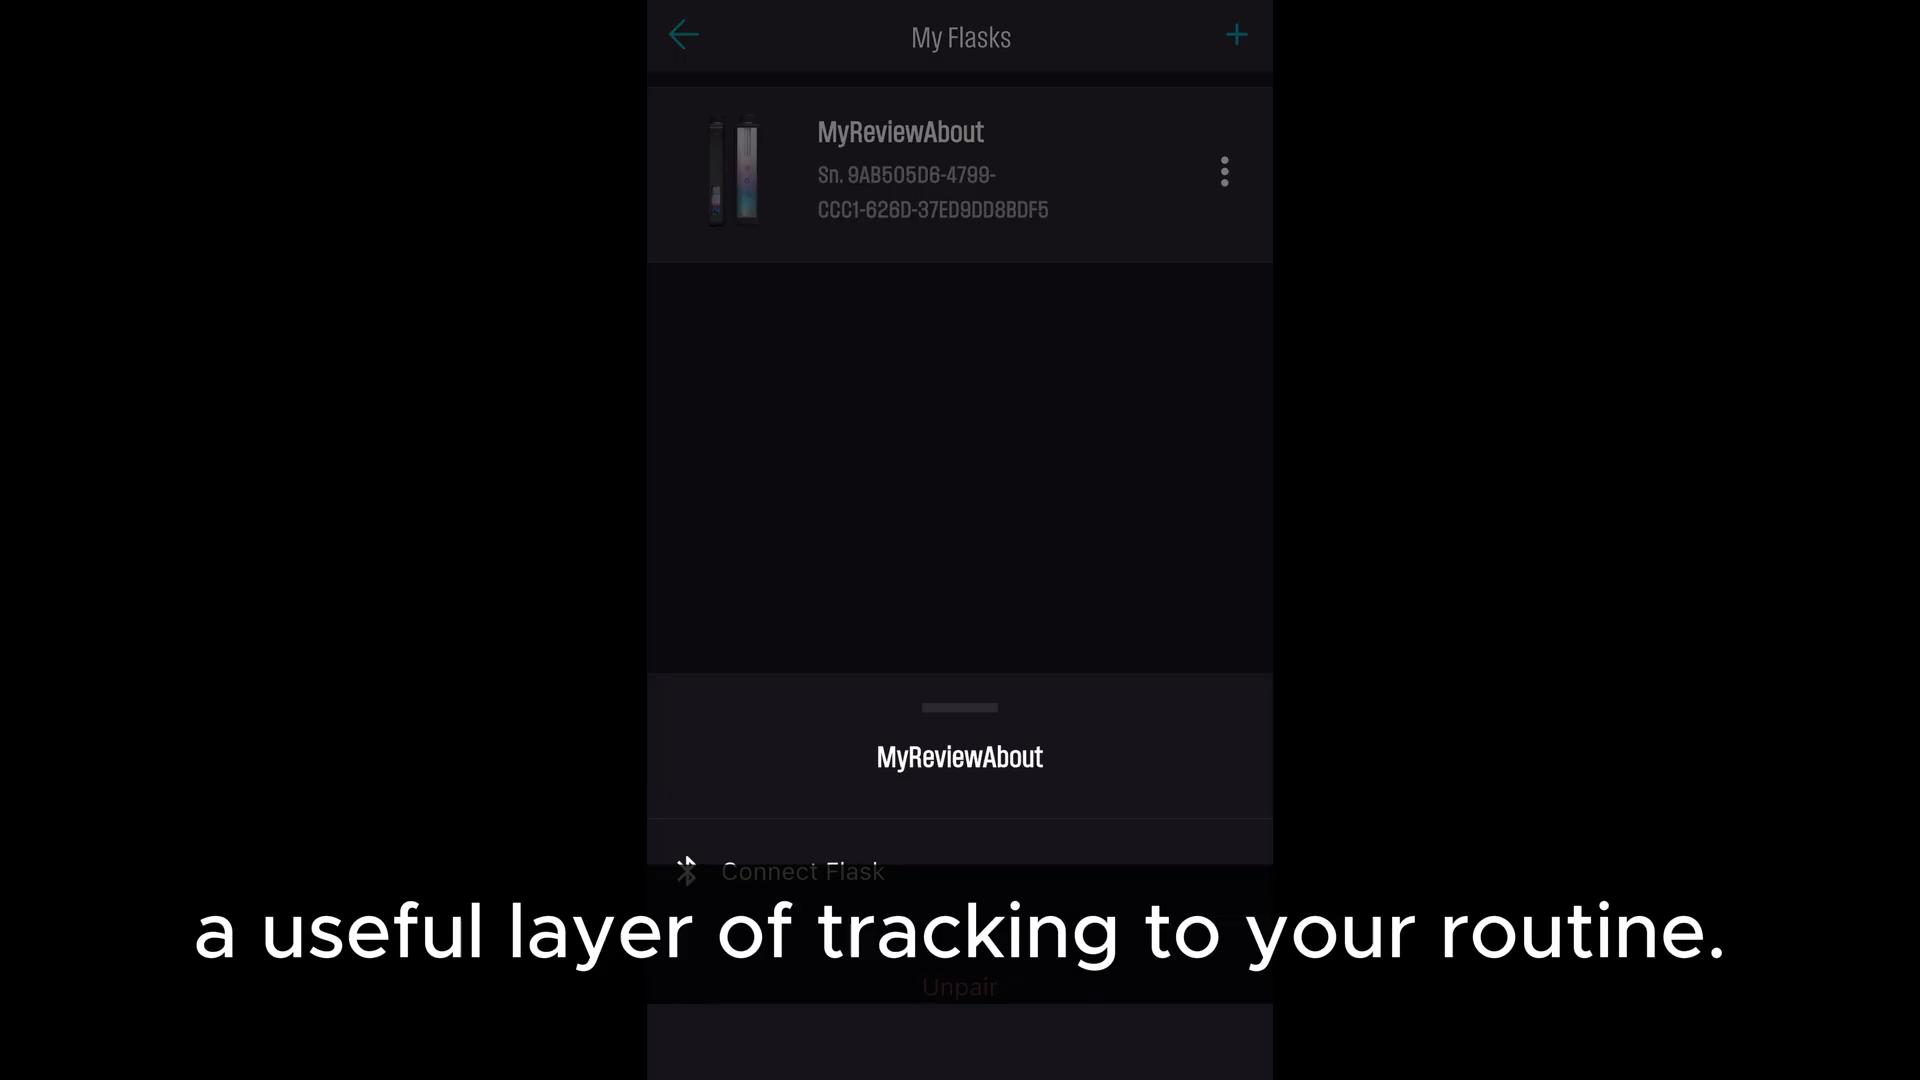 My Flasks
MyReviewAbout
Sn. 9AB505D6-4799-
CCC1-626D-37ED9DD8BDF5
MyReviewAbout
Connect Flask
a useful layer of tracking to your routine.
Unpair